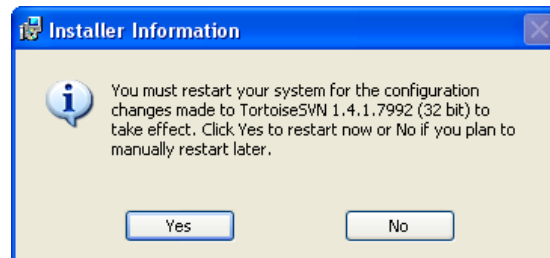 Installer Information
You must restart your system for the configuration
changes made to TortoiseSVN 1.4.1.7992 (32 bit) to
take effect. Click Yes to restart now or No if you plan to
manually restart later.
Yes
No